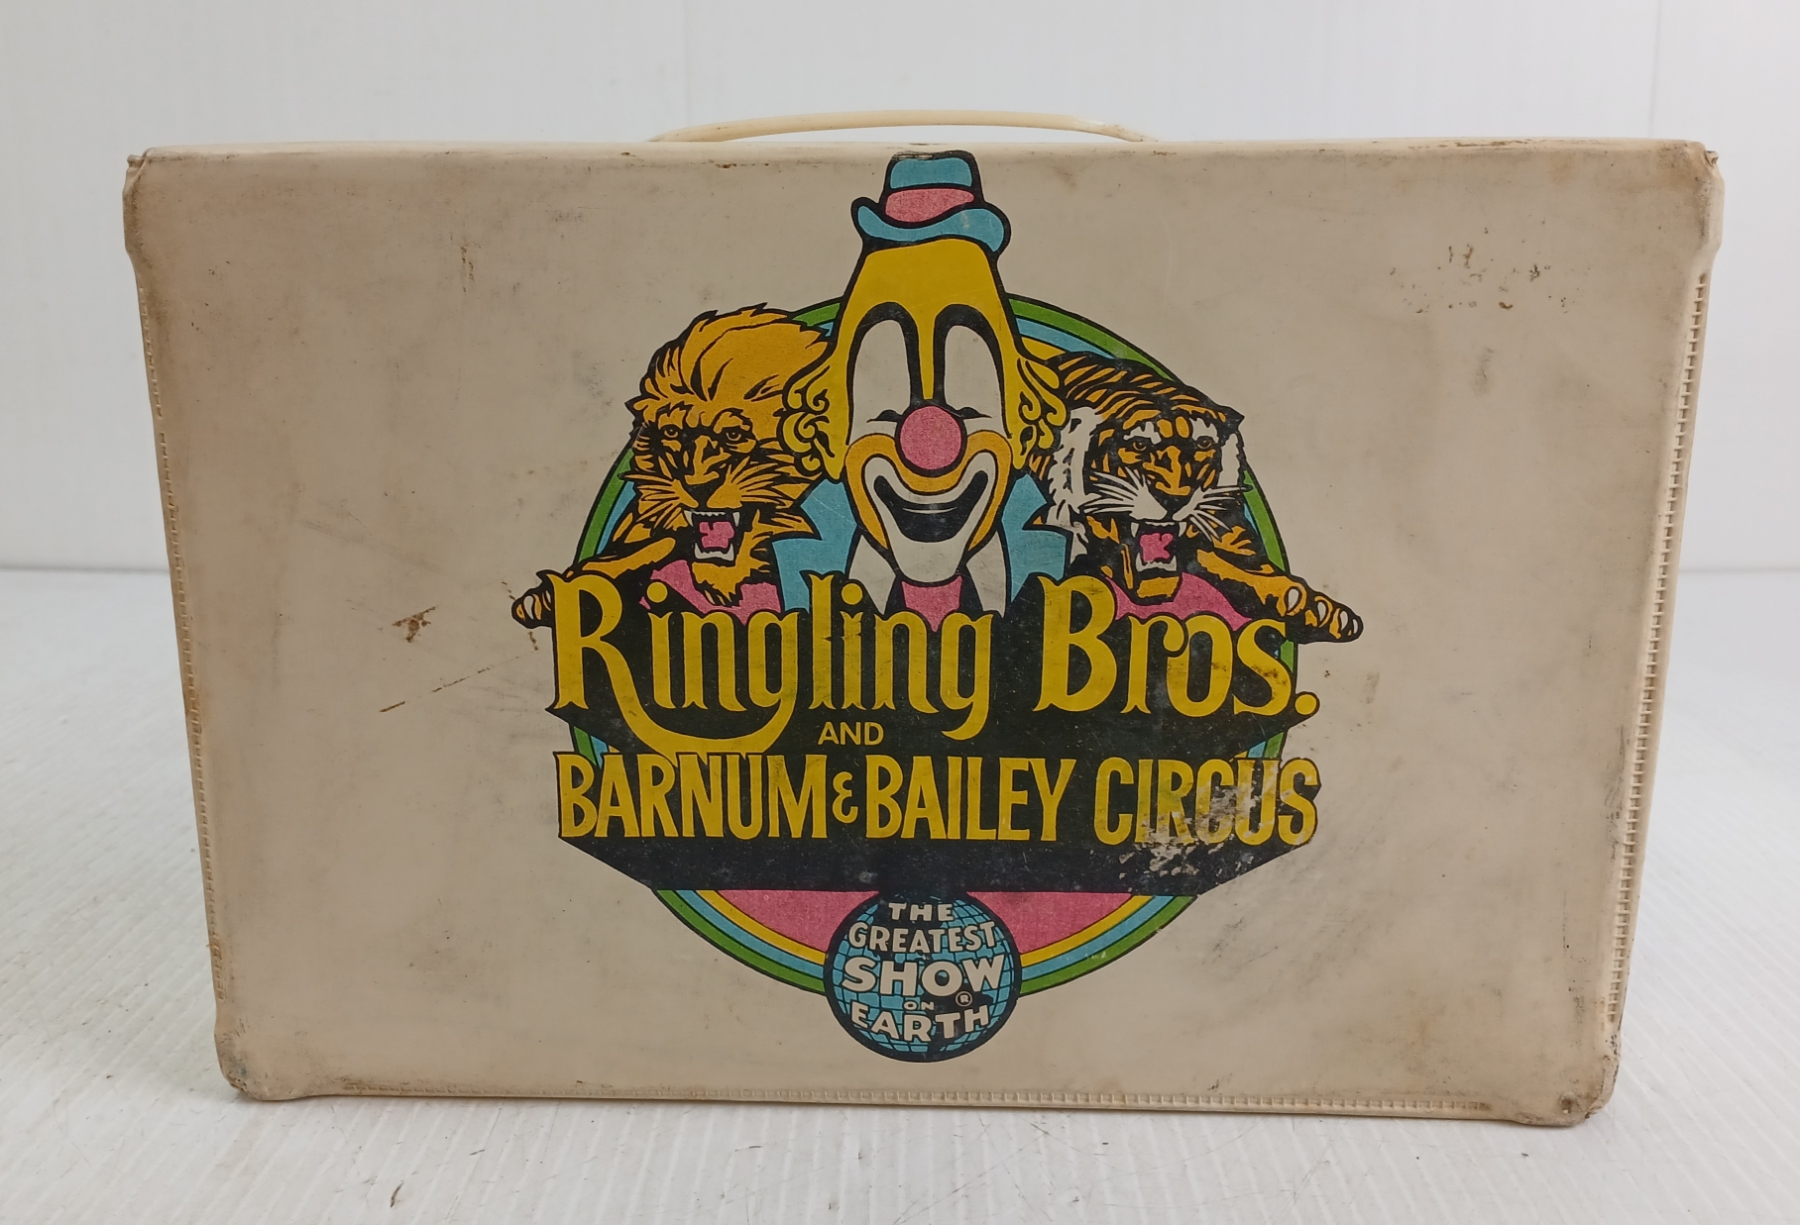 Ringling Bros.
AND
BARNUM & BAILEY CIRCUS
THE
GREATEST
SHOW
ON ®
EARTH